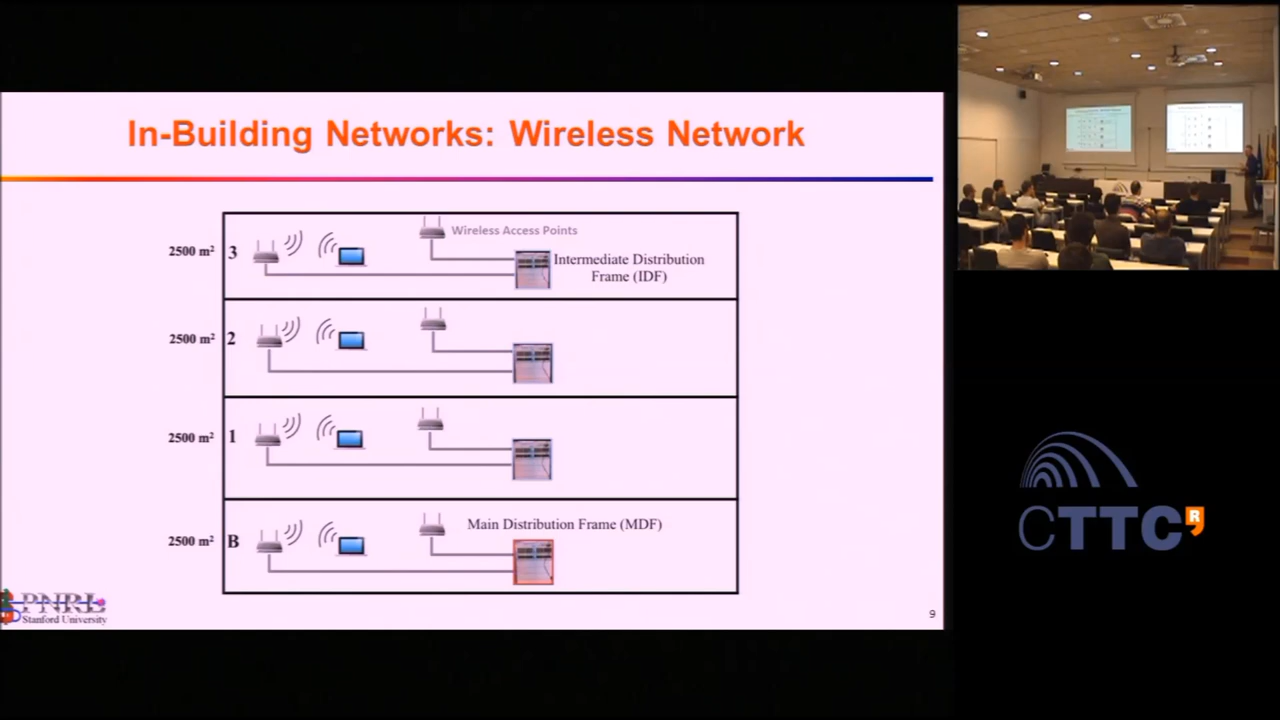 In-Building Networks: Wireless Network
2500 m²
3
Wireless Access Points
Intermediate Distribution
Frame (IDF)
2500 m²
2
2500 m²
1
2500 m²
B
Main Distribution Frame (MDF)
PNRL
Stanford University
9
CTTC R